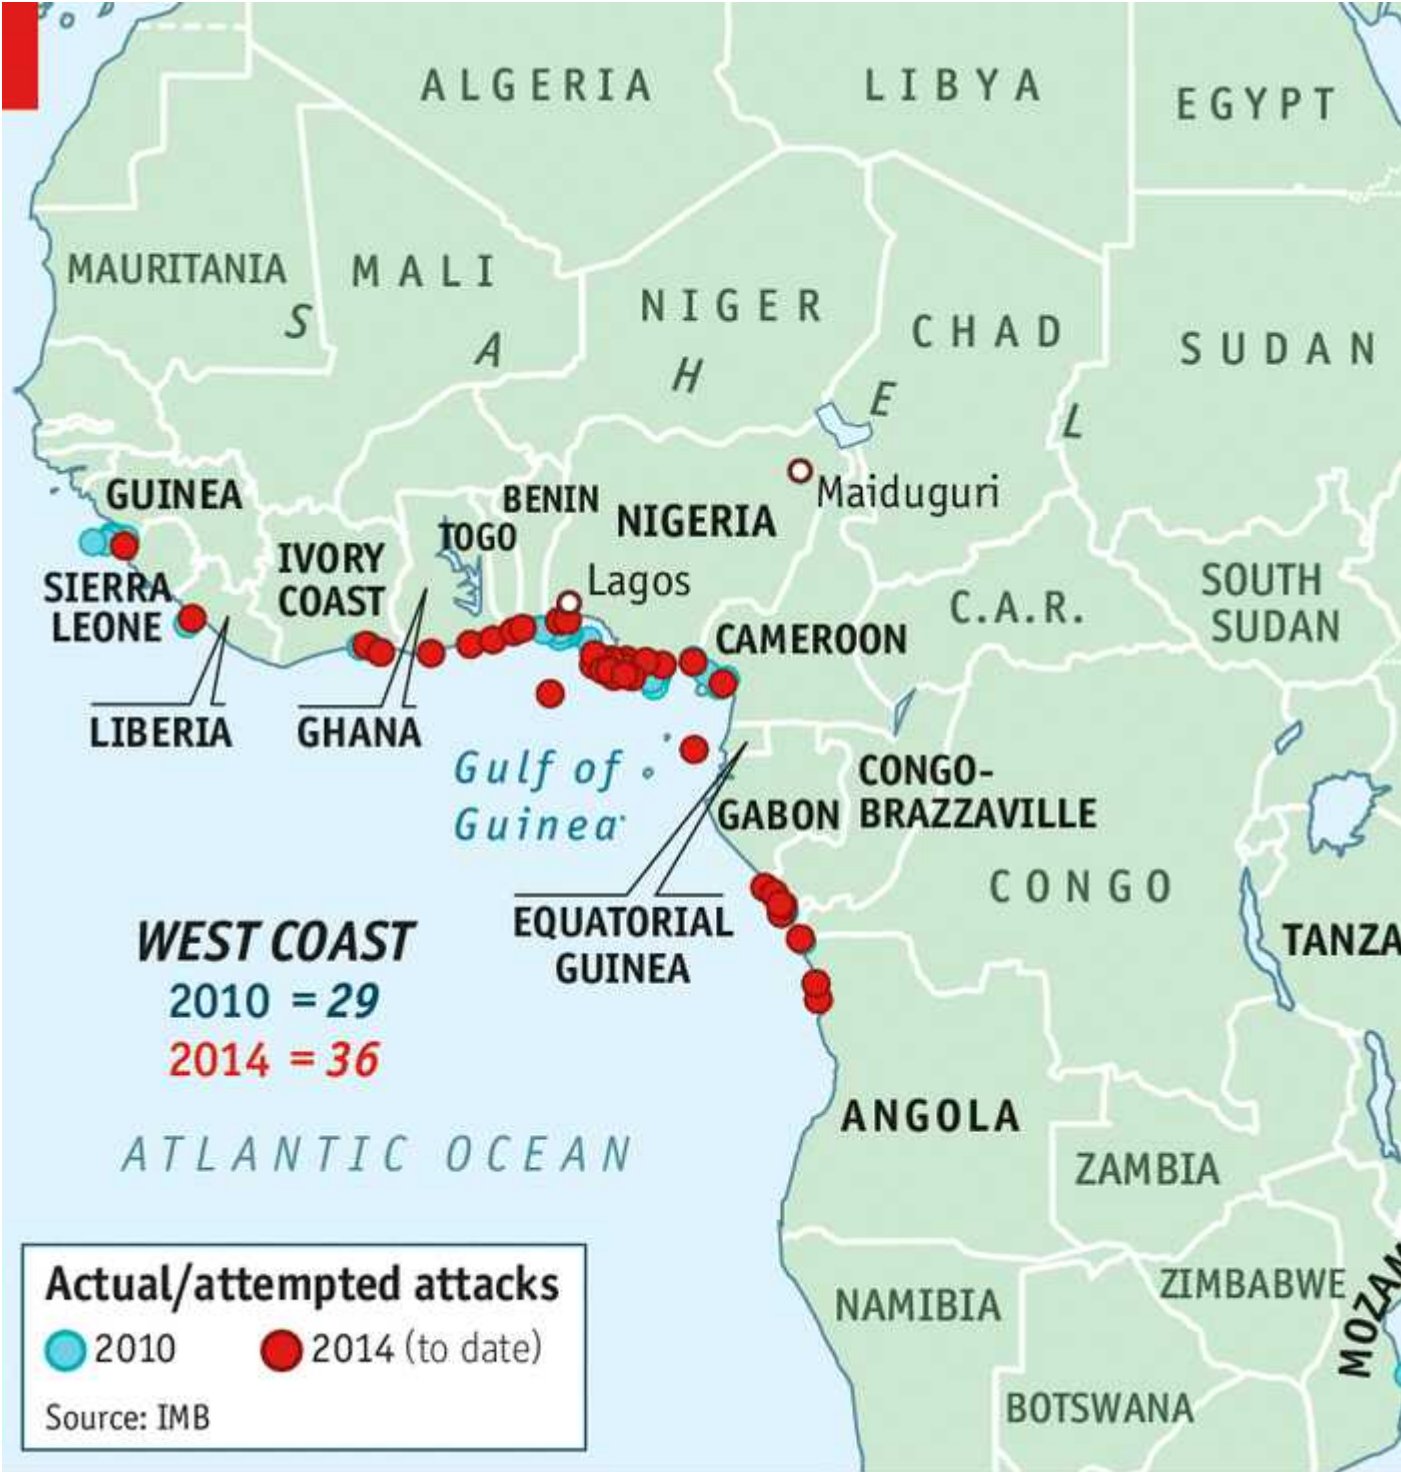 ALGERIA
LIBYA
EGYPT
MAURITANIA
MALI
NIGER
CHAD
SUDAN
S A H E L
Maiduguri
GUINEA
BENIN
NIGERIA
TOGO
IVORY
COAST
Lagos
SIERRA
LEONE
C.A.R.
SOUTH
SUDAN
CAMEROON
LIBERIA
GHANA
Gulf of
Guinea
CONGO-
BRAZZAVILLE
GABON
CONGO
EQUATORIAL
GUINEA
TANZA
WEST COAST
2010 = 29
2014 = 36
ATLANTIC OCEAN
ANGOLA
ZAMBIA
NAMIBIA
ZIMBABWE
MOZAM
BOTSWANA
Actual/attempted attacks
2010 2014 (to date)
Source: IMB